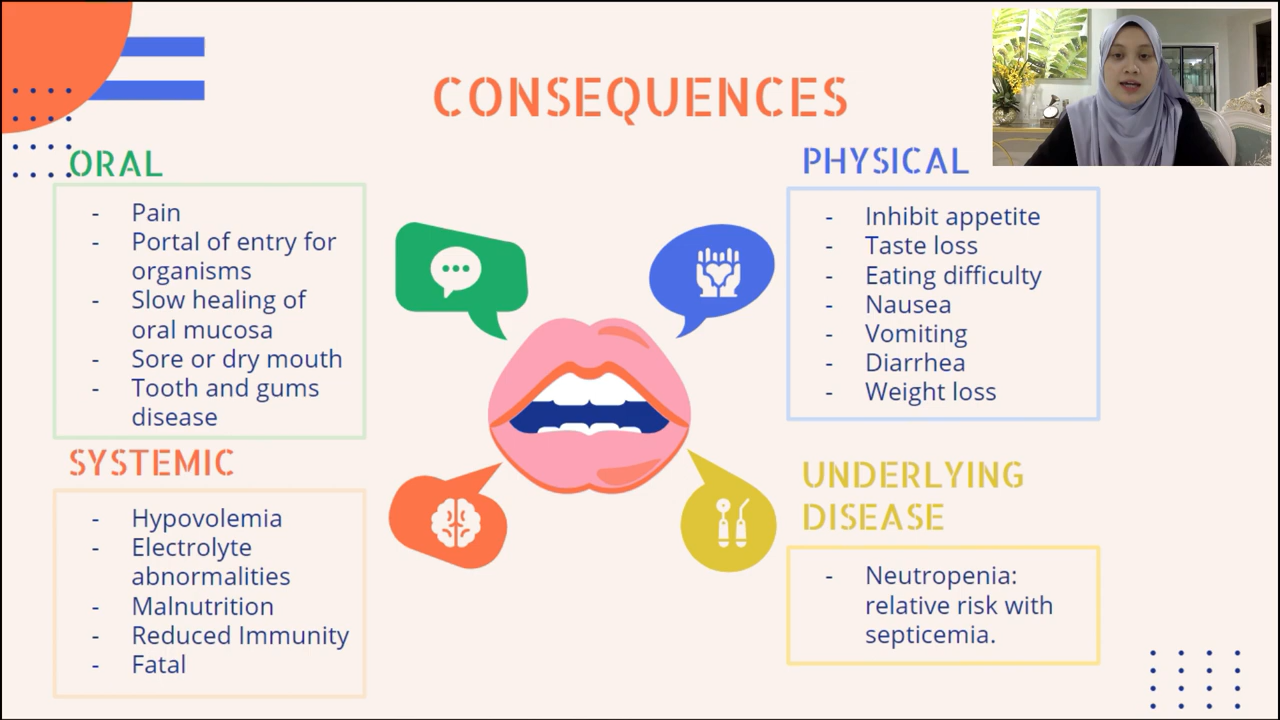 CONSEQUENCES
ORAL
- Pain
- Portal of entry for
organisms
- Slow healing of
oral mucosa
- Sore or dry mouth
- Tooth and gums
disease
SYSTEMIC
- Hypovolemia
- Electrolyte
abnormalities
- Malnutrition
- Reduced Immunity
- Fatal
PHYSICAL
- Inhibit appetite
- Taste loss
- Eating difficulty
- Nausea
- Vomiting
- Diarrhea
- Weight loss
UNDERLYING
DISEASE
- Neutropenia:
relative risk with
septicemia.